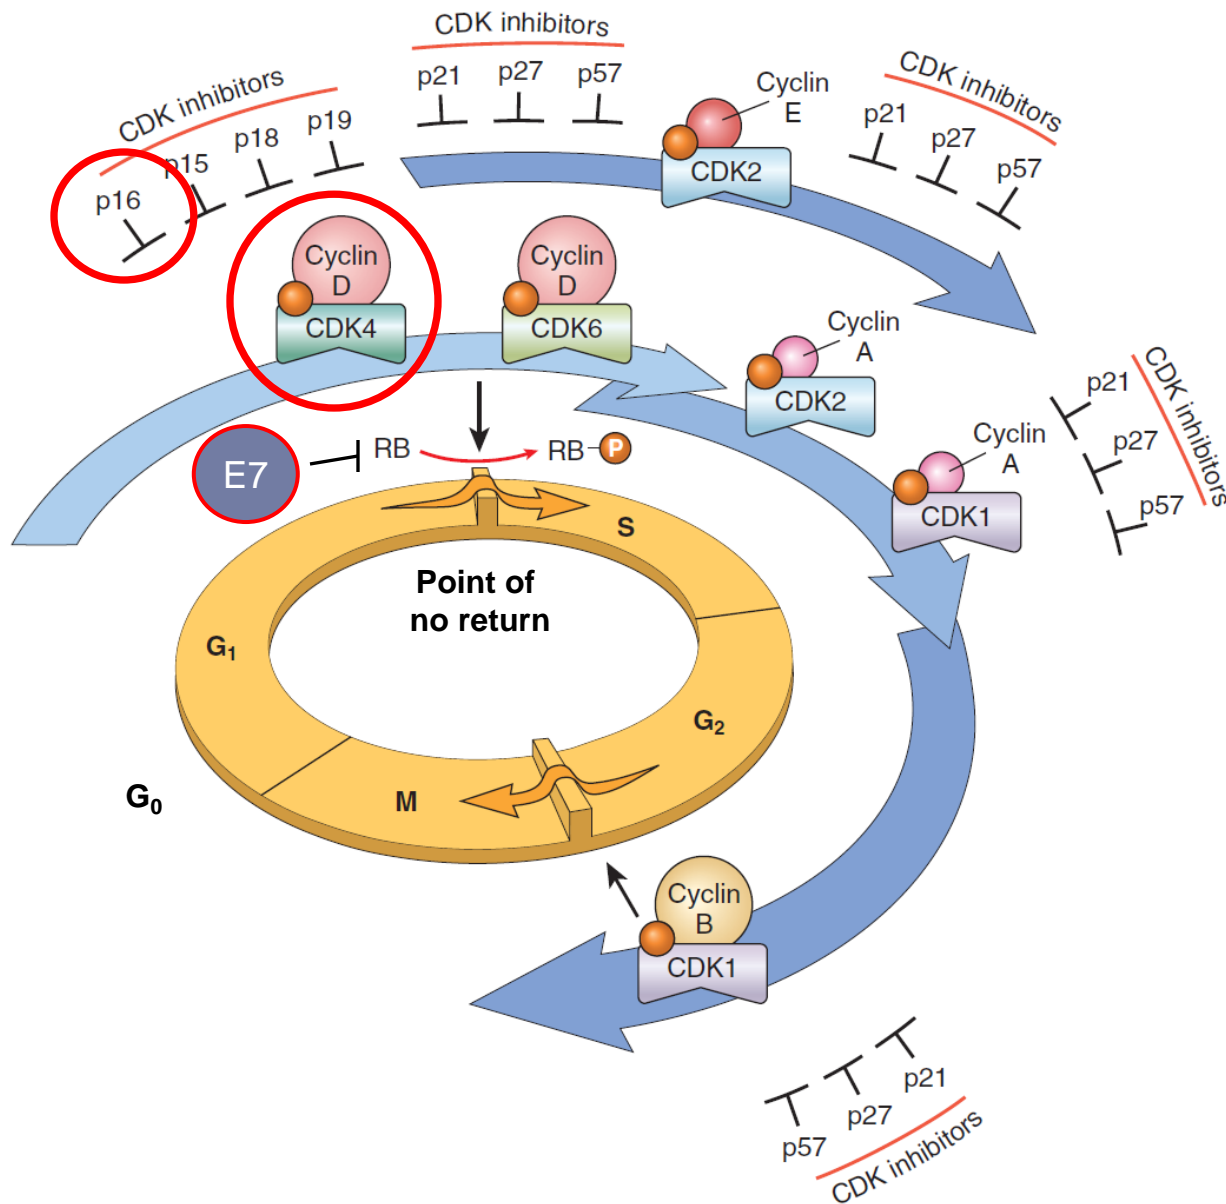 CDK inhibitors
p16
p15
p18
p19
CDK inhibitors
p21
p27
p57
Cyclin
E
CDK2
CDK inhibitors
p21
p27
p57
Cyclin
D
CDK4
Cyclin
D
CDK6
Cyclin
A
CDK2
CDK inhibitors
p21
p27
p57
Cyclin
A
CDK1
E7
RB
RB
P
S
Point of
no return
G₁
G₂
M
G₀
Cyclin
B
CDK1
p21
p27
p57
CDK inhibitors